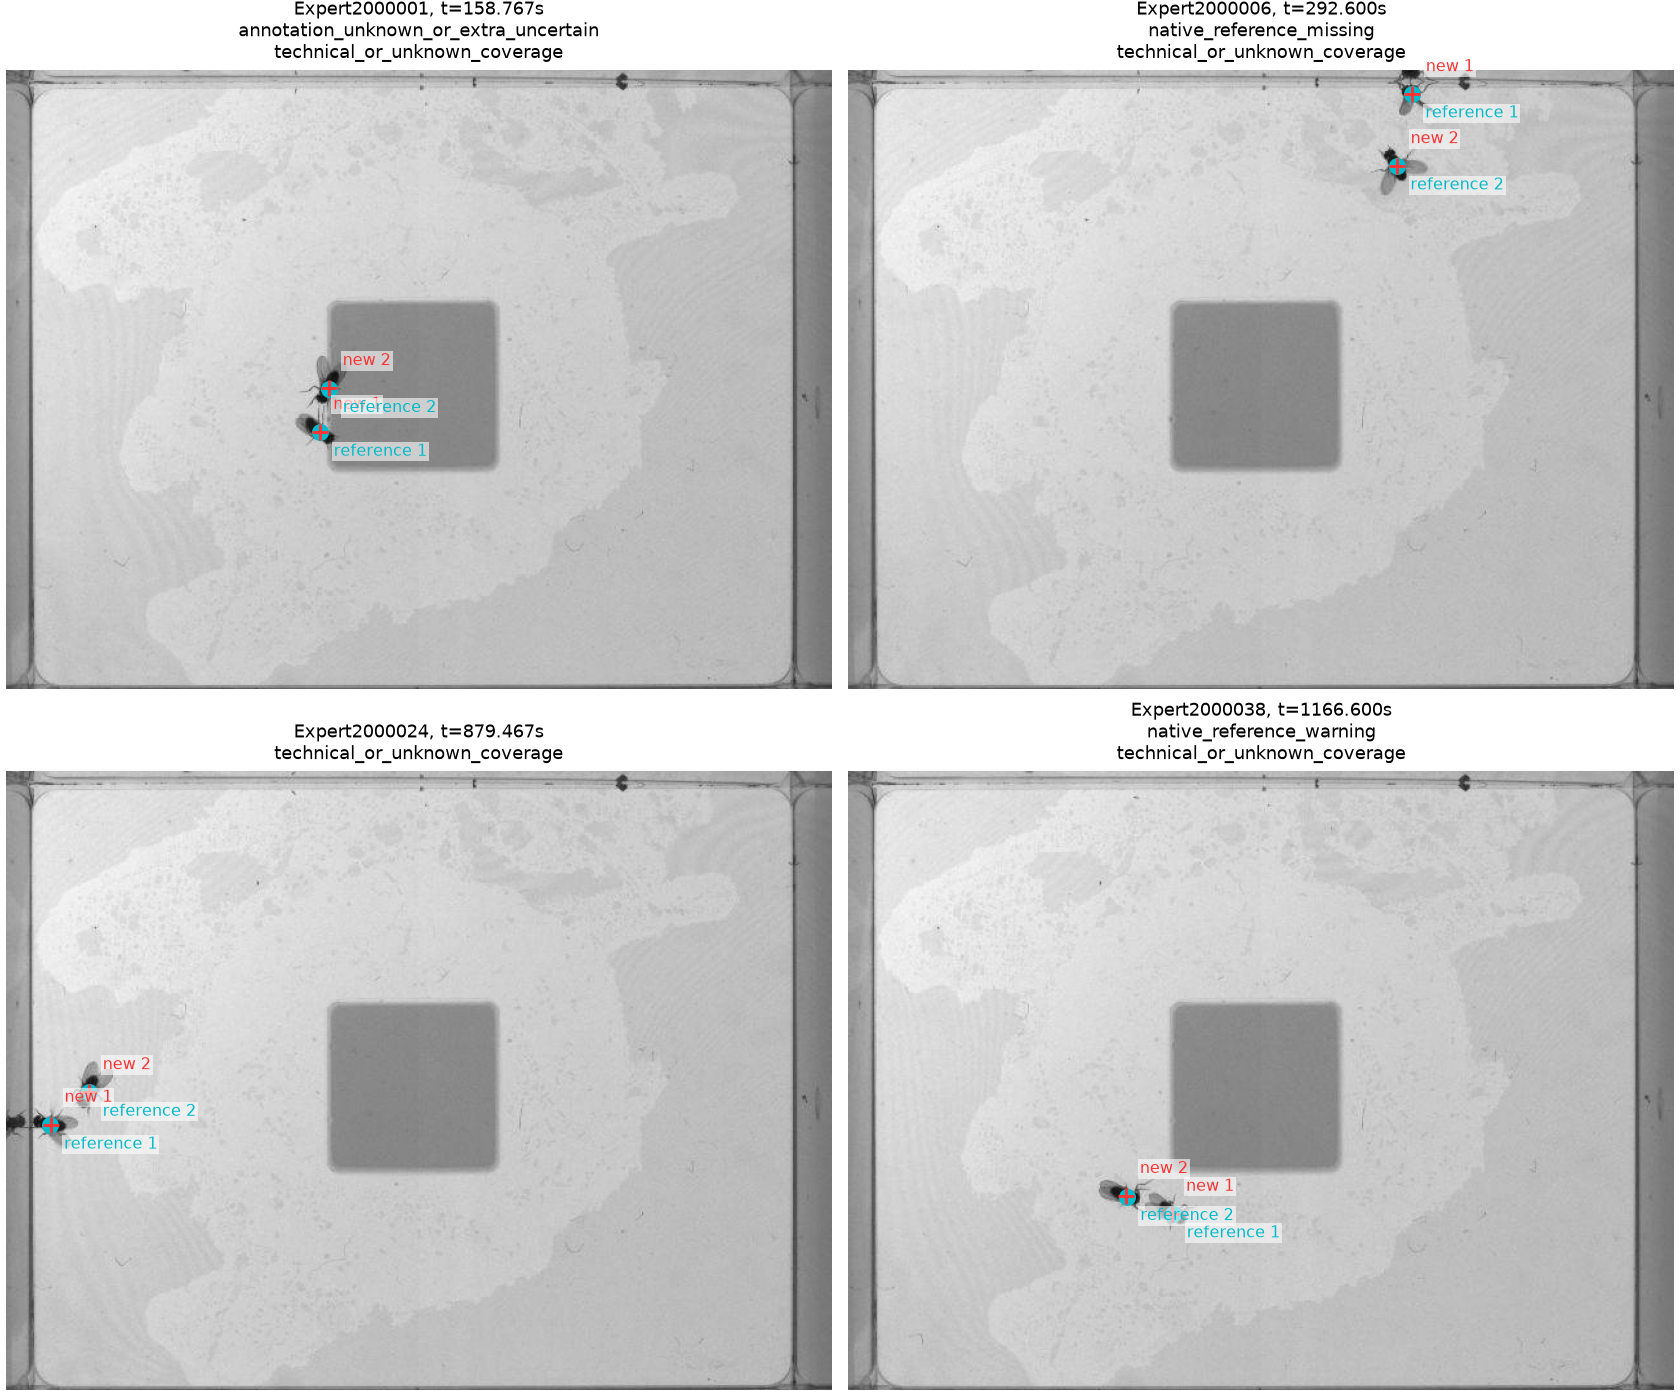 Expert2000001, t=158.767s
annotation_unknown_or_extra_uncertain
technical_or_unknown_coverage
new 2
new 1
reference 2
reference 1
Expert2000006, t=292.600s
native_reference_missing
technical_or_unknown_coverage
new 1
reference 1
new 2
reference 2
Expert2000024, t=879.467s
technical_or_unknown_coverage
new 2
new 1
reference 2
reference 1
Expert2000038, t=1166.600s
native_reference_warning
technical_or_unknown_coverage
new 2
new 1
reference 2
reference 1